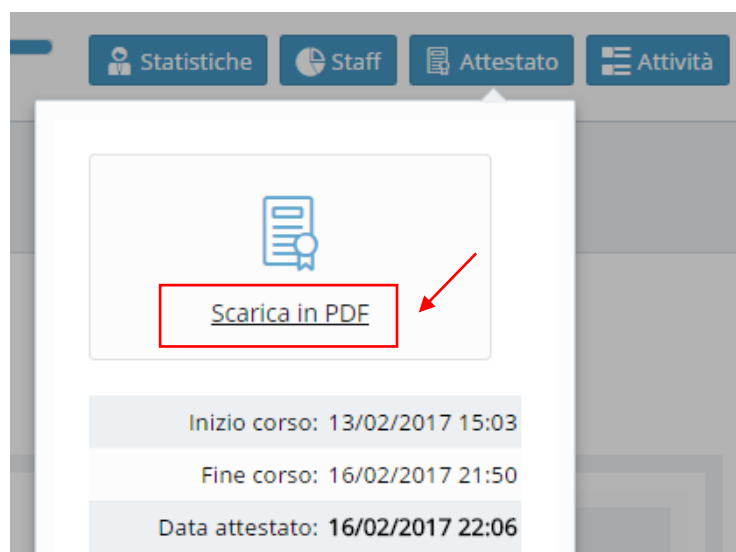 Statistiche Staff Attestato Attività
Scarica in PDF
Inizio corso: 13/02/2017 15:03
Fine corso: 16/02/2017 21:50
Data attestato: 16/02/2017 22:06